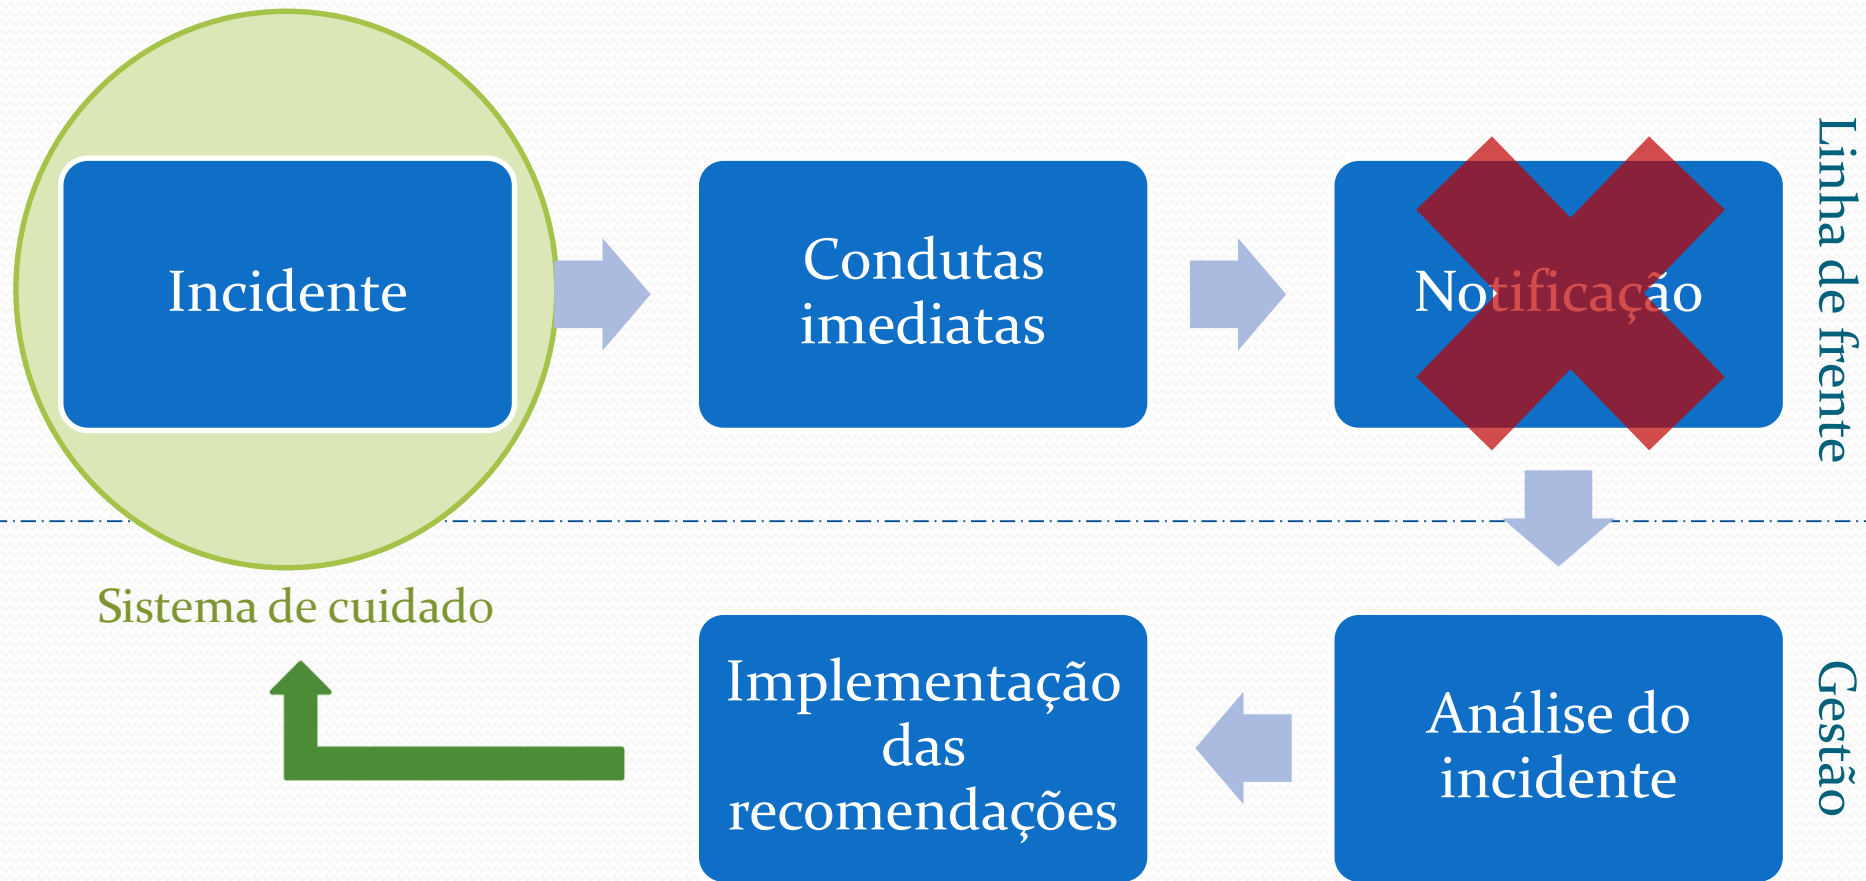 Incidente
Condutas
imediatas
Notificação
Linha de frente
Sistema de cuidado
Implementação
das
recomendações
Análise do
incidente
Gestão